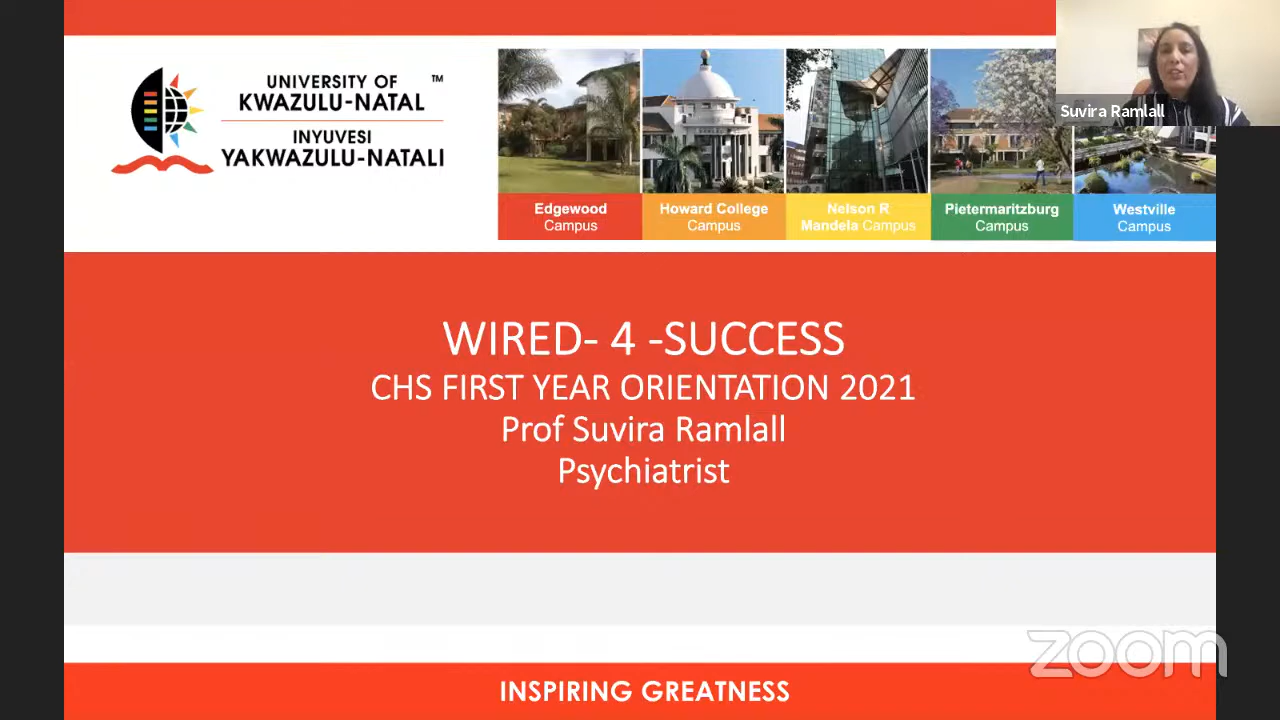 UNIVERSITY OF ™
KWAZULU-NATAL
INYUVESI
YAKWAZULU-NATALI
Edgewood
Campus
Howard College
Campus
Nelson R
Mandela Campus
Pietermaritzburg
Campus
Westville
Campus
Suvira Ramlall
WIRED- 4 -SUCCESS
CHS FIRST YEAR ORIENTATION 2021
Prof Suvira Ramlall
Psychiatrist
zoom
INSPIRING GREATNESS